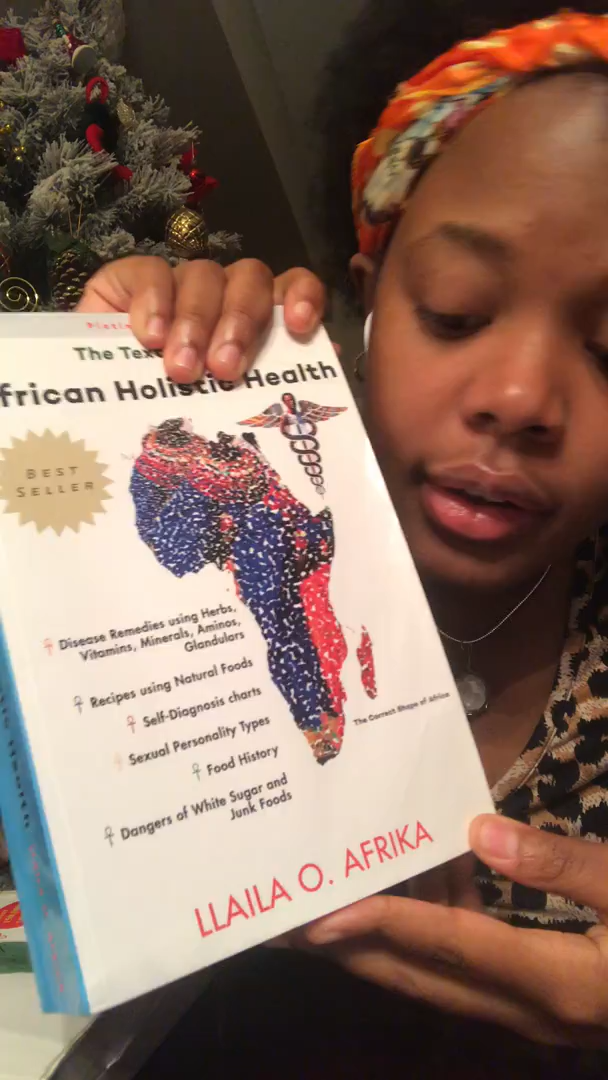 The Text
African Holistic Health
BEST
SELLER
Disease Remedies using Herbs,
Vitamins, Minerals, Aminos,
Glandulars
Recipes using Natural Foods
Self-Diagnosis charts
Sexual Personality Types
Food History
Dangers of White Sugar and
Junk Foods
The Correct Shape of Africa
LLAILA O. AFRIKA